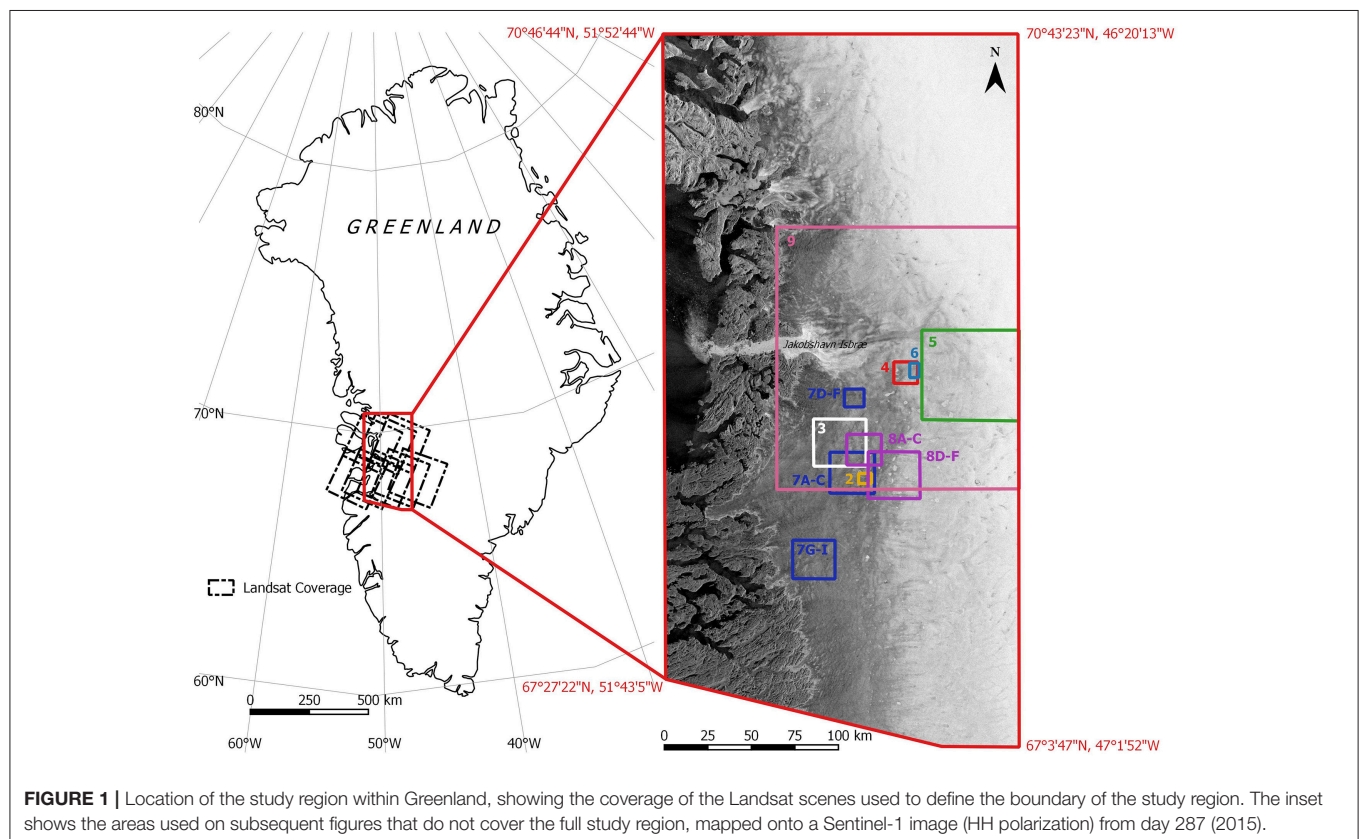 70°46'44"N, 51°52'44"W
70°43'23"N, 46°20'13"W
N
80°N
GREENLAND
9
5
Jakobshavn Isbræ
6
4
7D-F
70°N
3
8A-C
8D-F
7A-C
2
7G-I
Landsat Coverage
60°N
67°27'22"N, 51°43'5"W
0 250 500 km
0 25 50 75 100 km
67°3'47"N, 47°1'52"W
60°W 50°W 40°W
FIGURE 1 | Location of the study region within Greenland, showing the coverage of the Landsat scenes used to define the boundary of the study region. The inset
shows the areas used on subsequent figures that do not cover the full study region, mapped onto a Sentinel-1 image (HH polarization) from day 287 (2015).